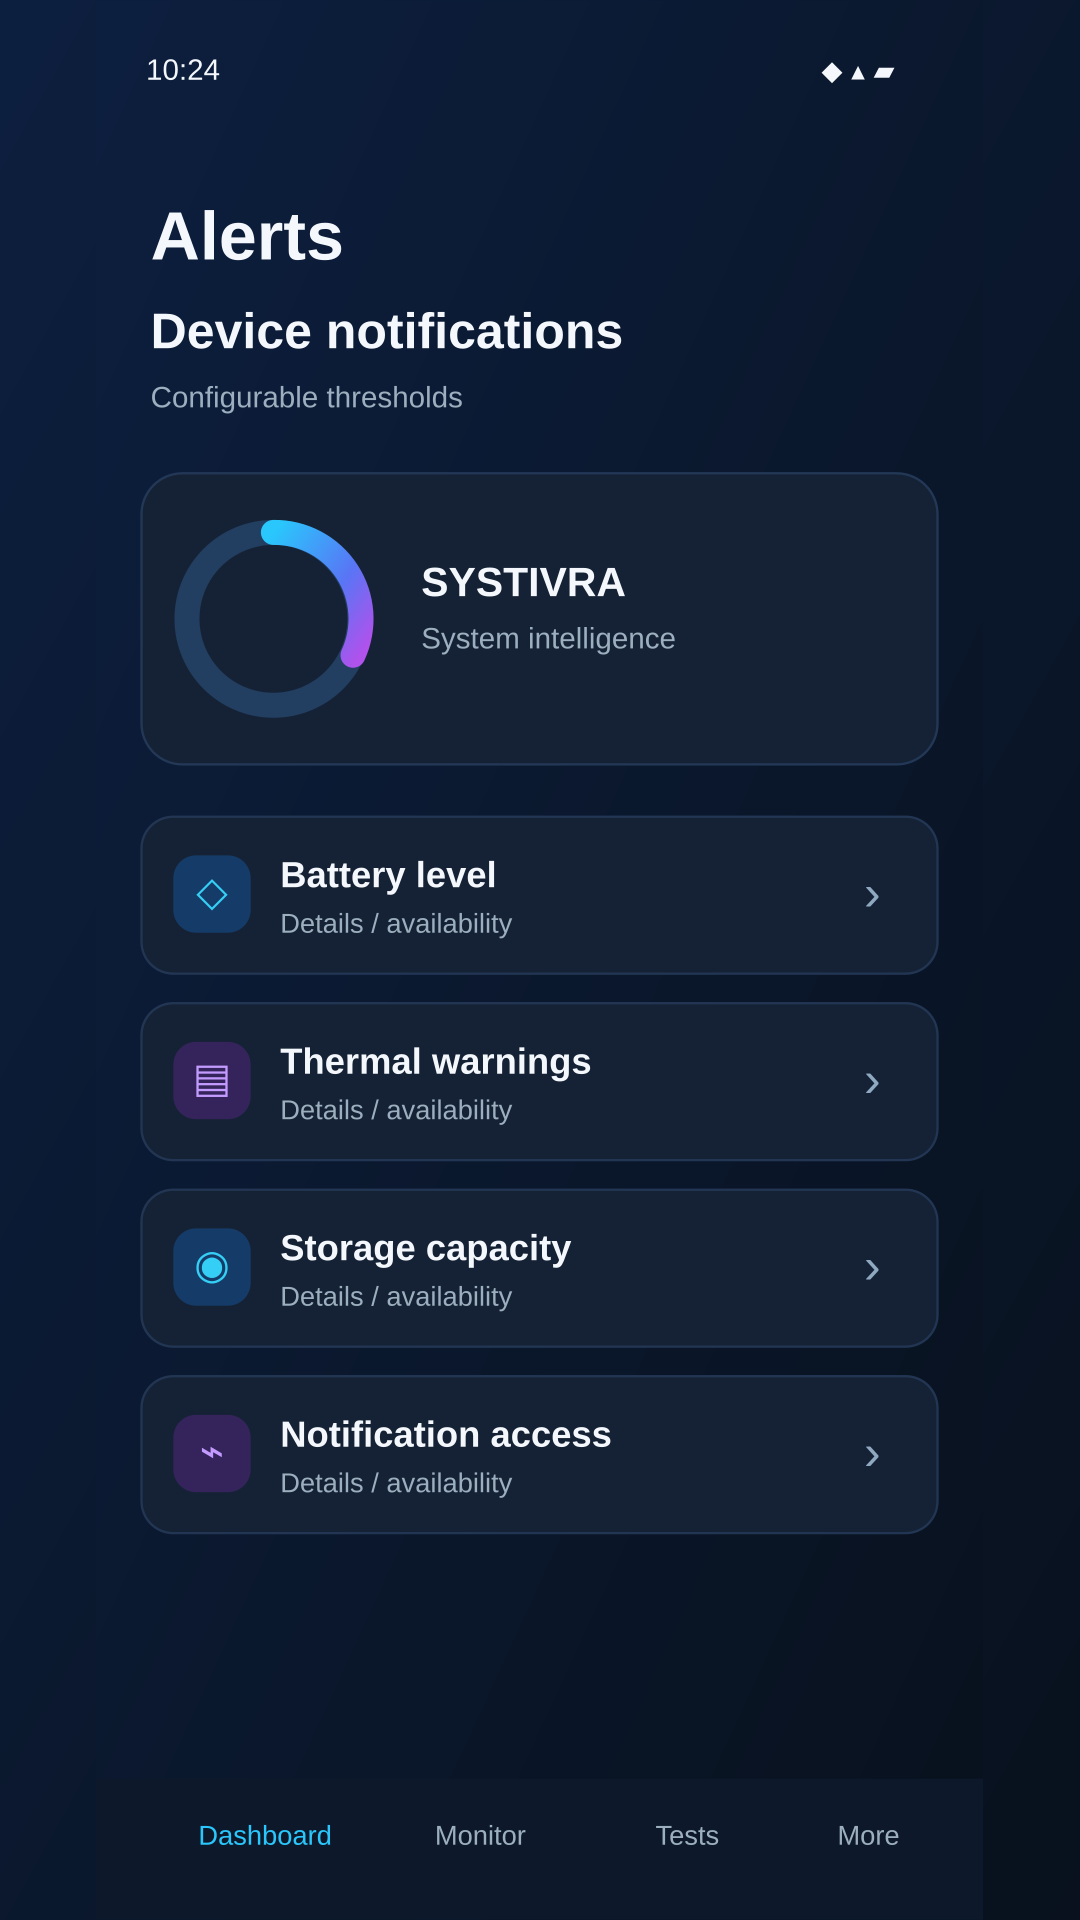 10:24
Alerts
Device notifications
Configurable thresholds
SYSTIVRA
System intelligence
Battery level
Details / availability
Thermal warnings
Details / availability
Storage capacity
Details / availability
Notification access
Details / availability
Dashboard Monitor Tests More